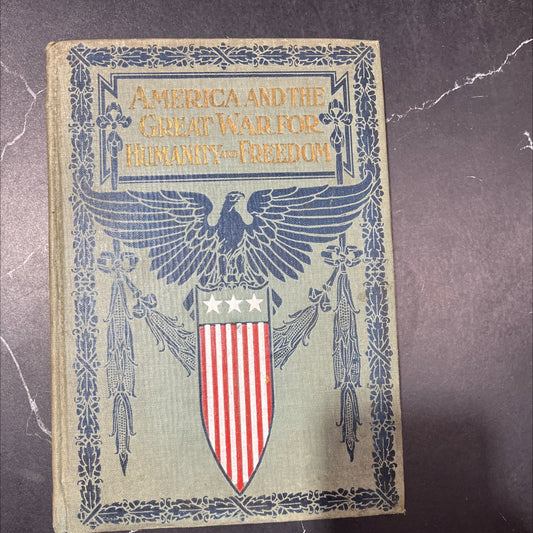 AMERICA AND THE
GREAT WAR FOR
HUMANITY AND FREEDOM